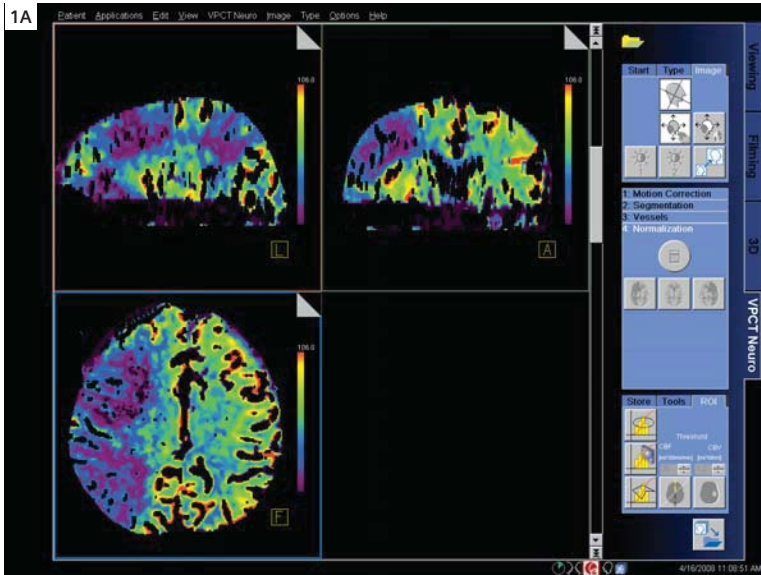 1A
Patient Applications Edit View VPCT Neuro Image Type Options Help
106.0
L
106.0
A
106.0
F
Start Type Image
1
2
1. Motion Correction
2. Segmentation
3. Vessels
4. Normalization
Store Tools ROI
Threshold
CBF CBV
Viewing
Filming
3D
VPCT Neuro
4/16/2008 11:08:51 AM